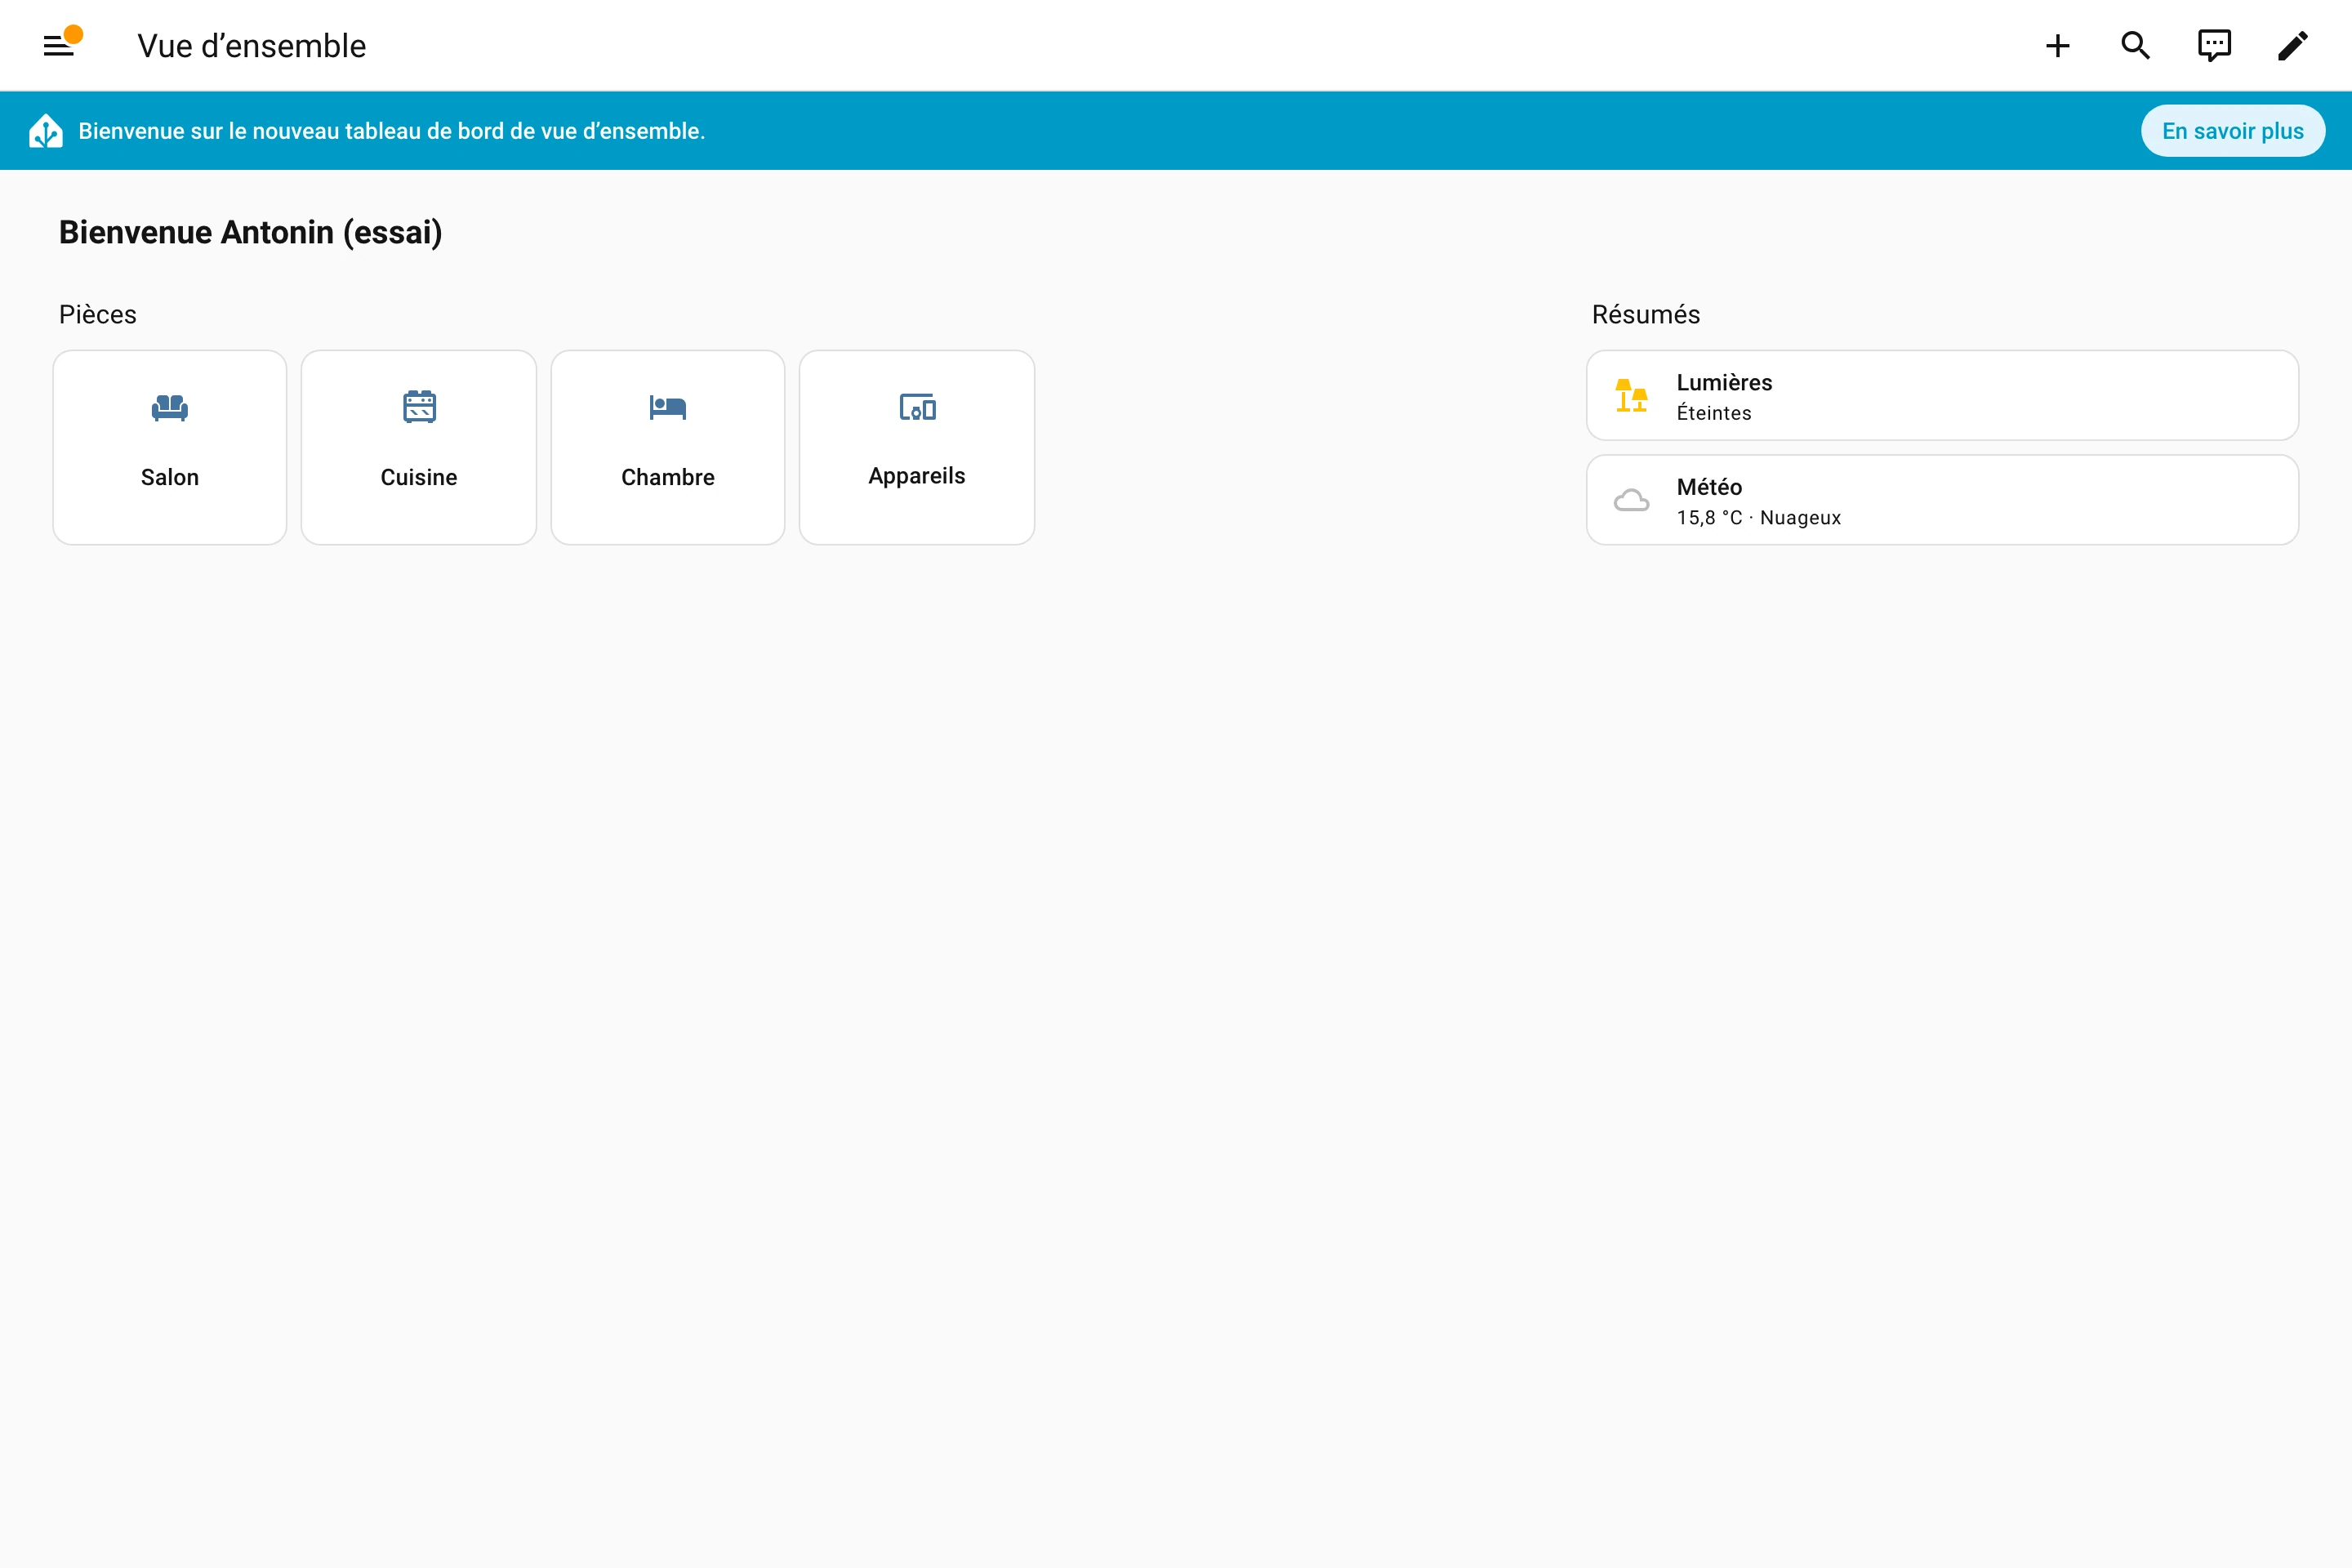 Vue d’ensemble
Bienvenue sur le nouveau tableau de bord de vue d’ensemble.
En savoir plus
Bienvenue Antonin (essai)
Pièces
Salon
Cuisine
Chambre
Appareils
Résumés
Lumières
Éteintes
Météo
15,8 °C · Nuageux